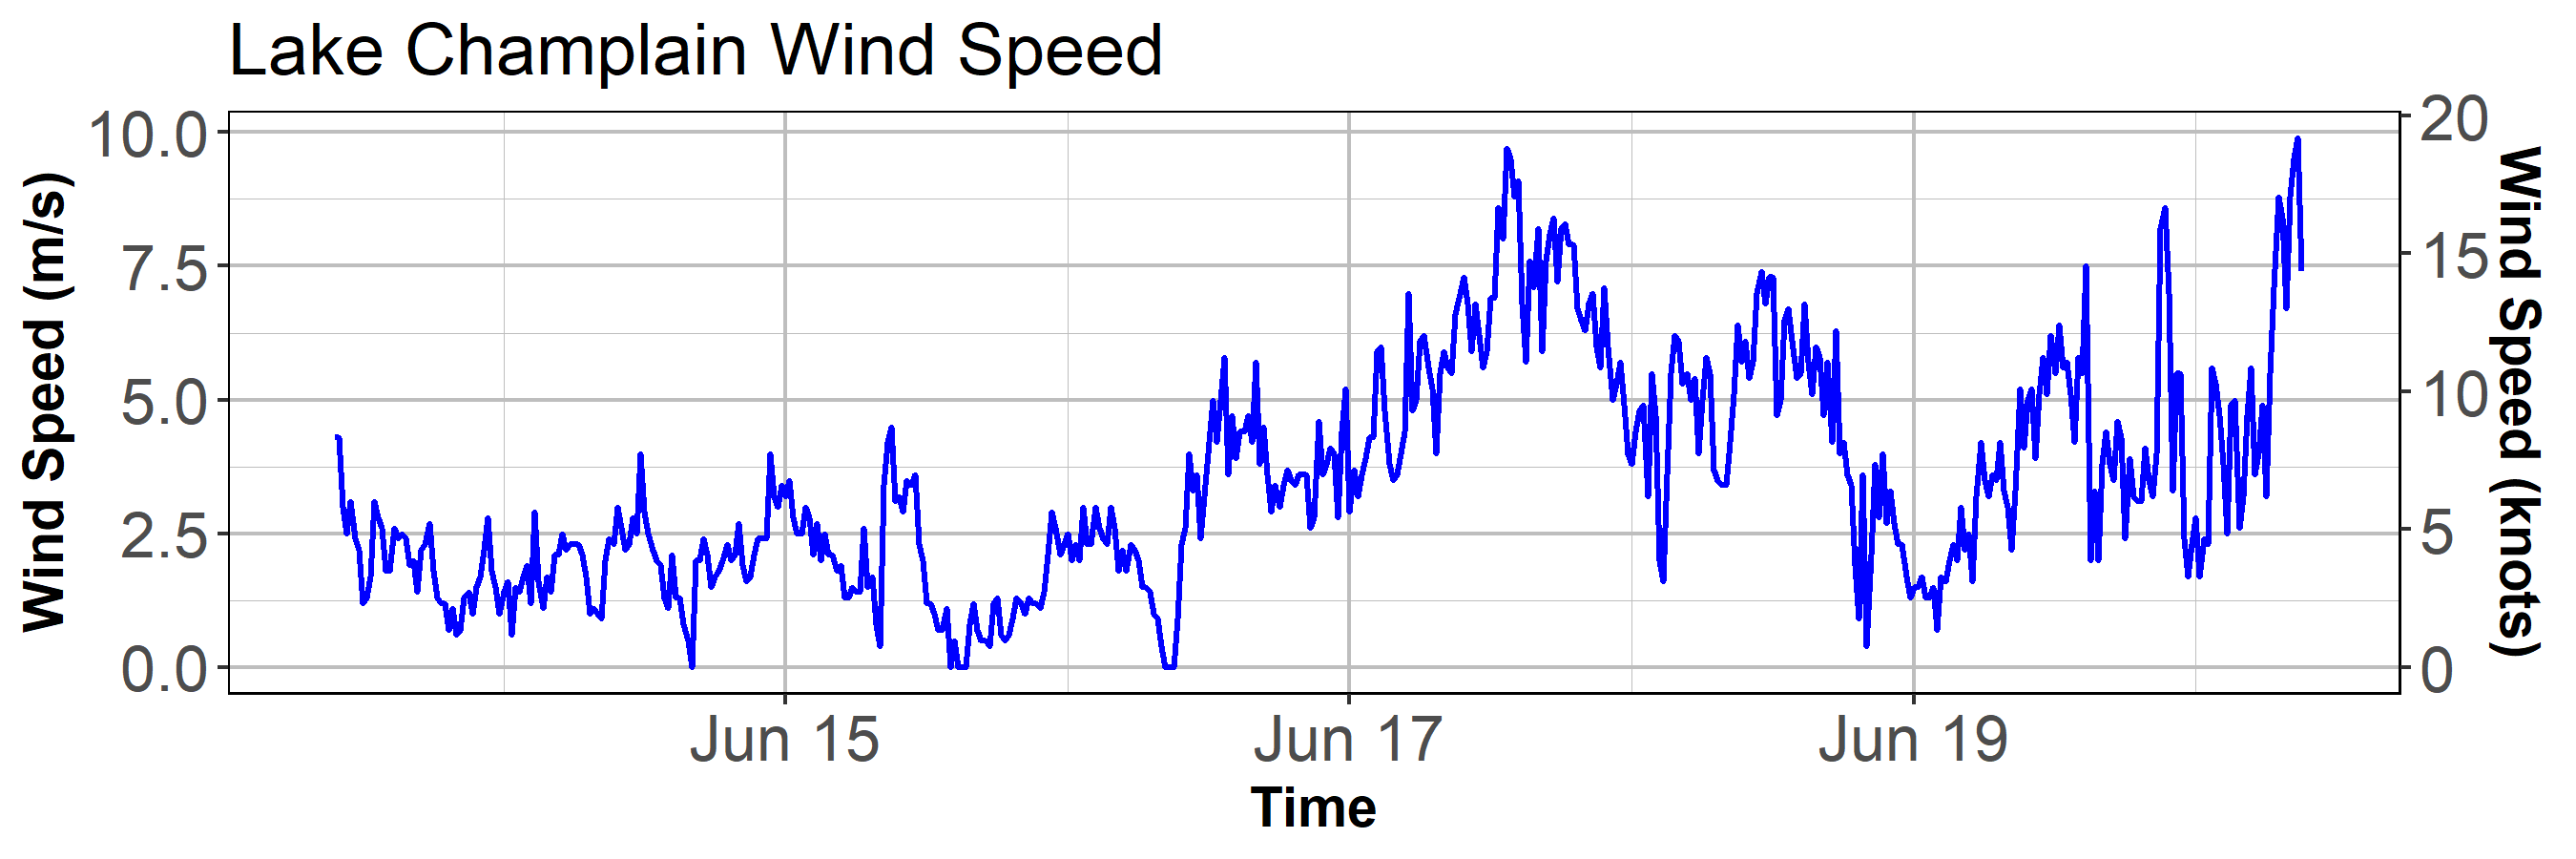 Lake Champlain Wind Speed
10.0
7.5
5.0
2.5
0.0
Wind Speed (m/s)
20
15
10
5
0
Wind Speed (knots)
Jun 15
Jun 17
Jun 19
Time